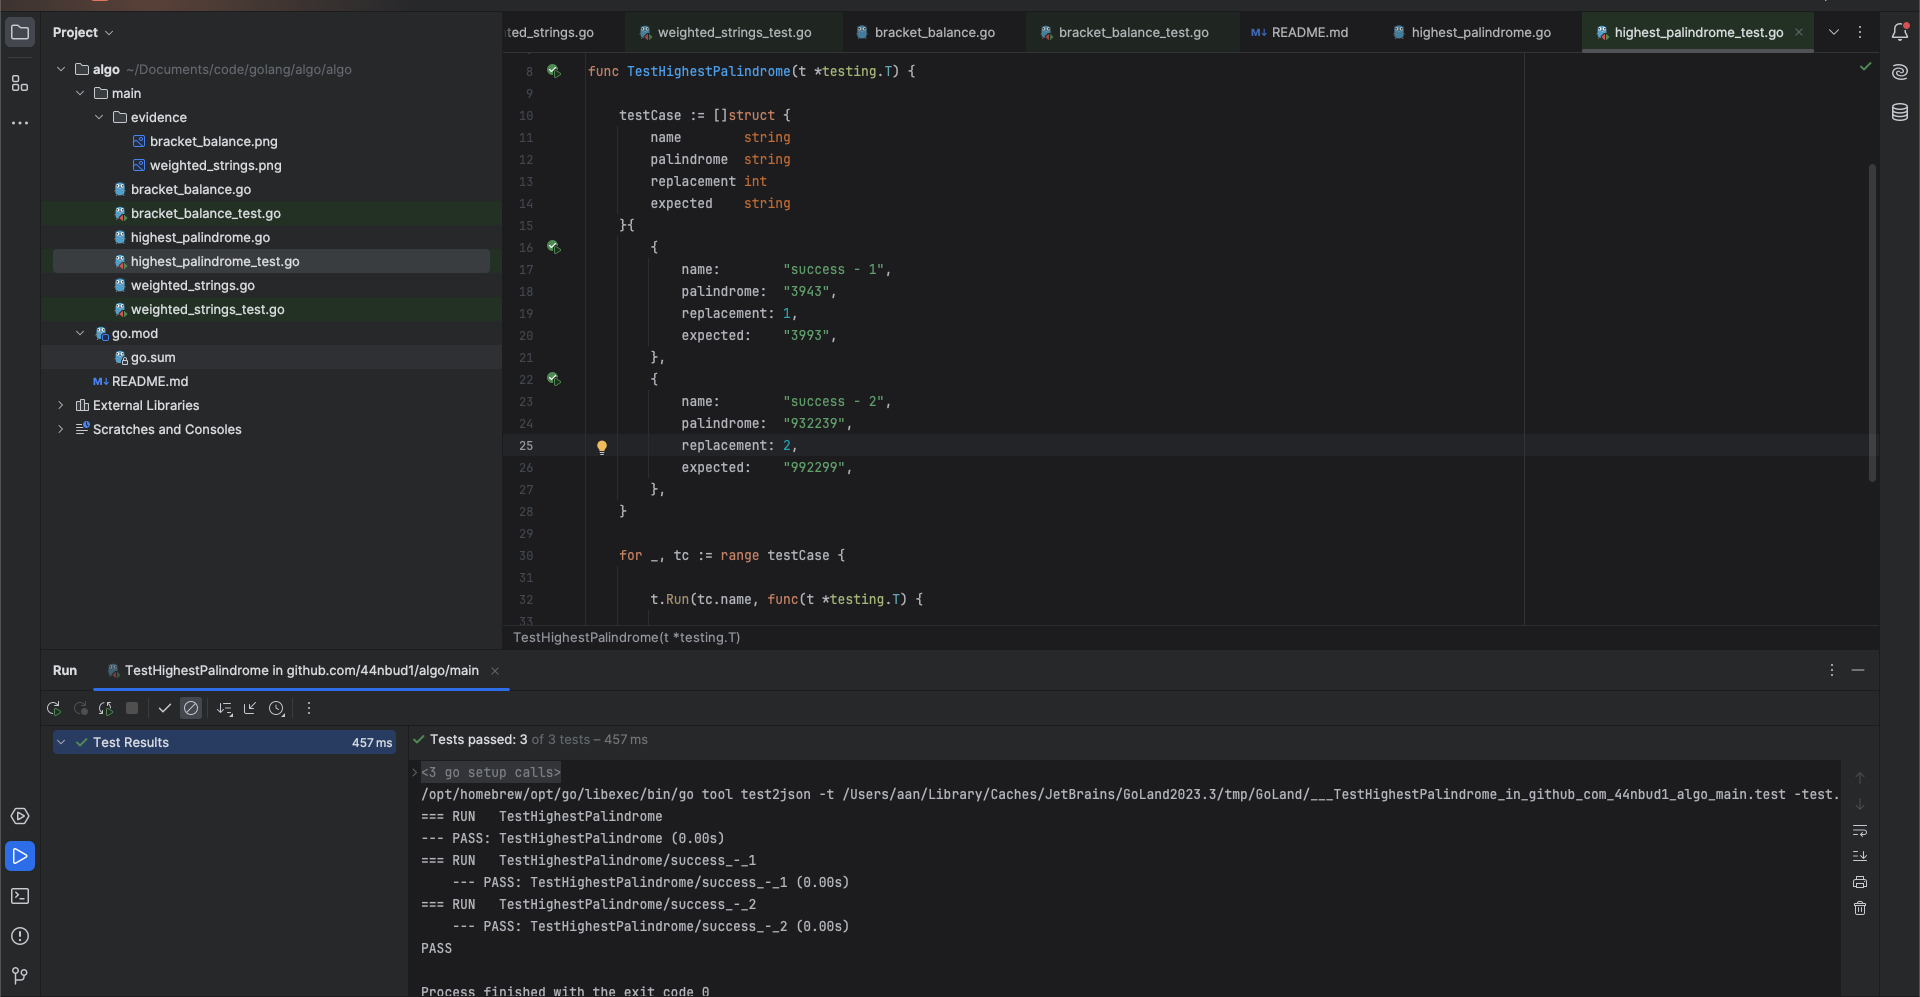 Project
ted_strings.go
weighted_strings_test.go
bracket_balance.go
bracket_balance_test.go
M↓ README.md
highest_palindrome.go
highest_palindrome_test.go
algo ~/Documents/code/golang/algo/algo
main
evidence
bracket_balance.png
weighted_strings.png
bracket_balance.go
bracket_balance_test.go
highest_palindrome.go
highest_palindrome_test.go
weighted_strings.go
weighted_strings_test.go
go.mod
go.sum
M↓ README.md
External Libraries
Scratches and Consoles
8 func TestHighestPalindrome(t *testing.T) {
9
10 testCase := []struct {
11 name string
12 palindrome string
13 replacement int
14 expected string
15 }{
16 {
17 name: "success - 1",
18 palindrome: "3943",
19 replacement: 1,
20 expected: "3993",
21 },
22 {
23 name: "success - 2",
24 palindrome: "932239",
25 replacement: 2,
26 expected: "992299",
27 },
28 }
29
30 for _, tc := range testCase {
31
32 t.Run(tc.name, func(t *testing.T) {
33
TestHighestPalindrome(t *testing.T)
Run TestHighestPalindrome in github.com/44nbud1/algo/main
Test Results 457 ms
Tests passed: 3 of 3 tests – 457 ms
<3 go setup calls>
/opt/homebrew/opt/go/libexec/bin/go tool test2json -t /Users/aan/Library/Caches/JetBrains/GoLand2023.3/tmp/GoLand/___TestHighestPalindrome_in_github_com_44nbud1_algo_main.test -test.
=== RUN TestHighestPalindrome
--- PASS: TestHighestPalindrome (0.00s)
=== RUN TestHighestPalindrome/success_-_1
--- PASS: TestHighestPalindrome/success_-_1 (0.00s)
=== RUN TestHighestPalindrome/success_-_2
--- PASS: TestHighestPalindrome/success_-_2 (0.00s)
PASS
Process finished with the exit code 0